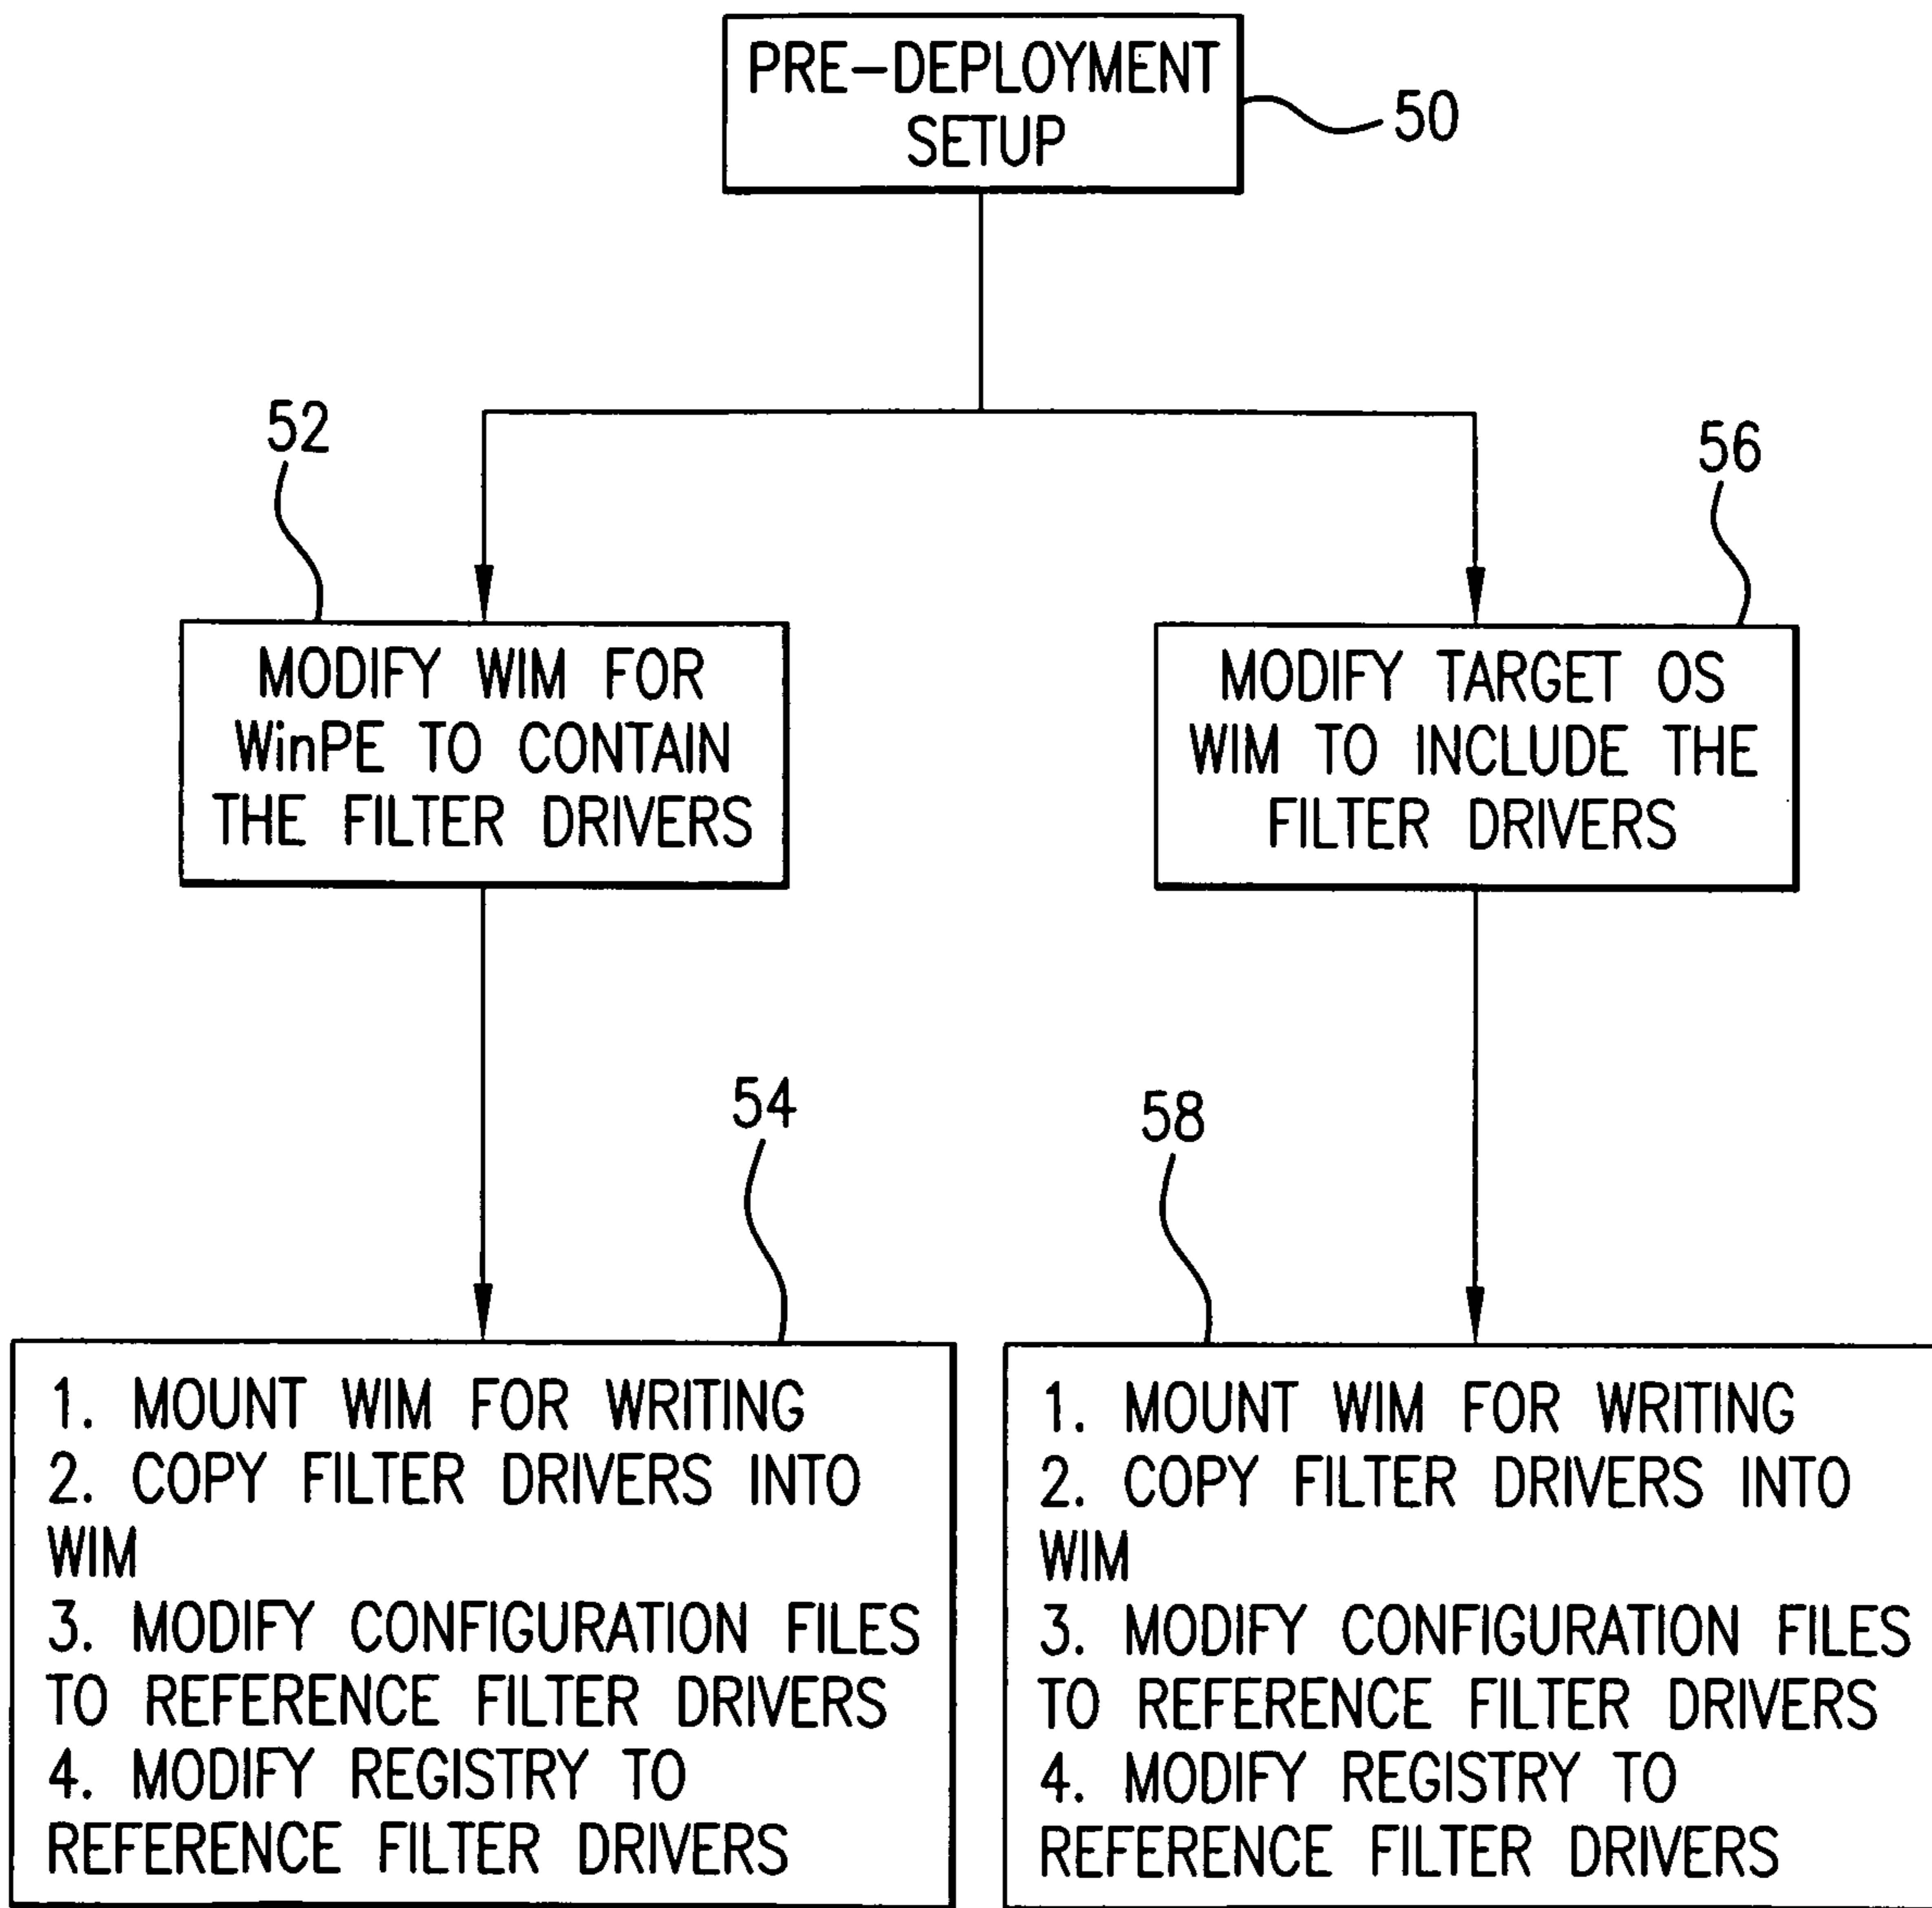 PRE-DEPLOYMENT
SETUP
50
52
56
MODIFY WIM FOR
WinPE TO CONTAIN
THE FILTER DRIVERS
MODIFY TARGET OS
WIM TO INCLUDE THE
FILTER DRIVERS
54
58
1. MOUNT WIM FOR WRITING
2. COPY FILTER DRIVERS INTO
WIM
3. MODIFY CONFIGURATION FILES
TO REFERENCE FILTER DRIVERS
4. MODIFY REGISTRY TO
REFERENCE FILTER DRIVERS
1. MOUNT WIM FOR WRITING
2. COPY FILTER DRIVERS INTO
WIM
3. MODIFY CONFIGURATION FILES
TO REFERENCE FILTER DRIVERS
4. MODIFY REGISTRY TO
REFERENCE FILTER DRIVERS